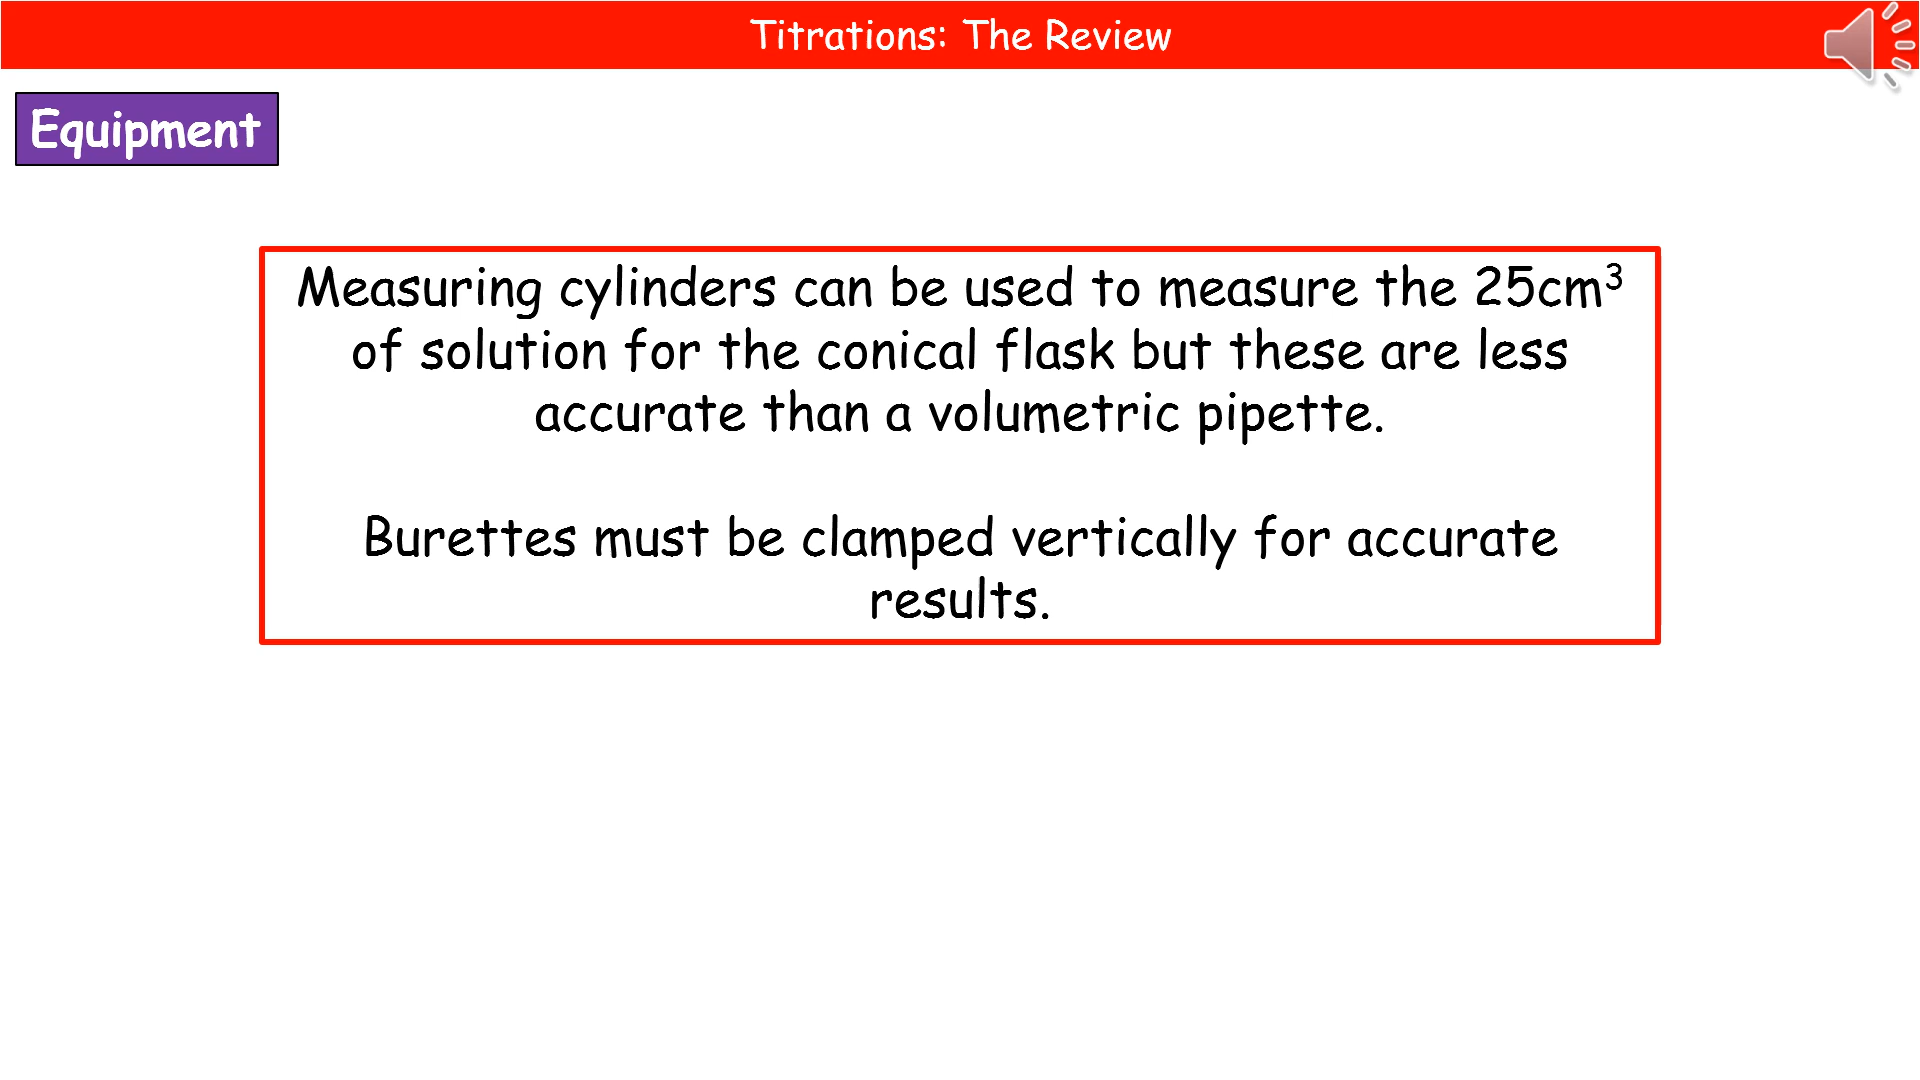 Titrations: The Review
Equipment
Measuring cylinders can be used to measure the 25cm³
of solution for the conical flask but these are less
accurate than a volumetric pipette.
Burettes must be clamped vertically for accurate
results.